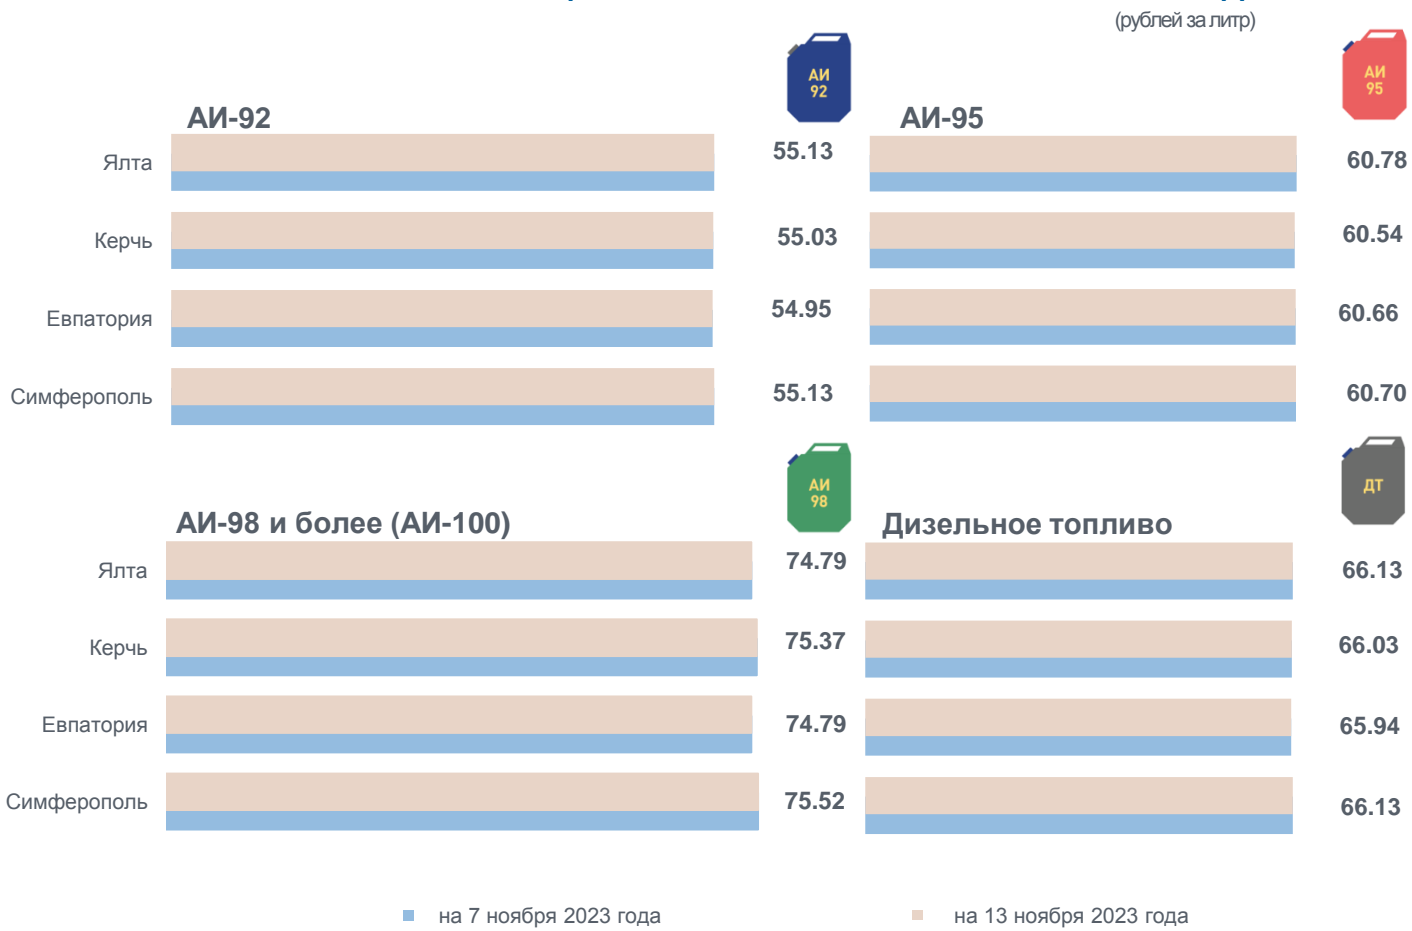 (рублей за литр)
АИ
92
АИ
95
АИ-92
АИ-95
Ялта
55.13
60.78
Керчь
55.03
60.54
Евпатория
54.95
60.66
Симферополь
55.13
60.70
АИ
98
ДТ
АИ-98 и более (АИ-100)
Дизельное топливо
Ялта
74.79
66.13
Керчь
75.37
66.03
Евпатория
74.79
65.94
Симферополь
75.52
66.13
на 7 ноября 2023 года
на 13 ноября 2023 года